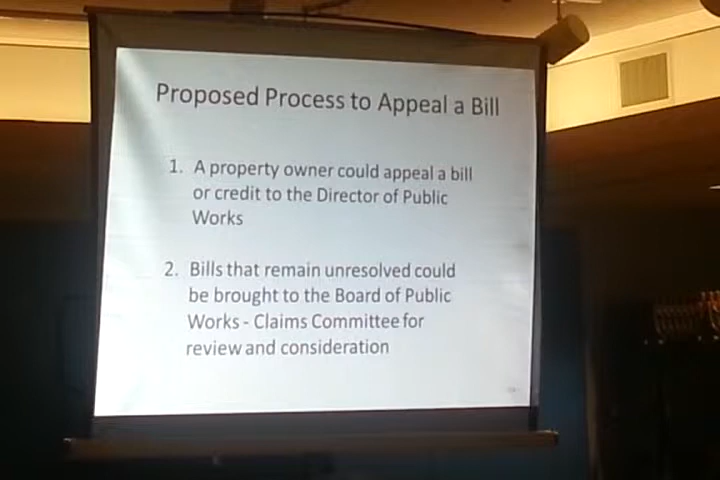 Proposed Process to Appeal a Bill
1. A property owner could appeal a bill
or credit to the Director of Public
Works
2. Bills that remain unresolved could
be brought to the Board of Public
Works - Claims Committee for
review and consideration